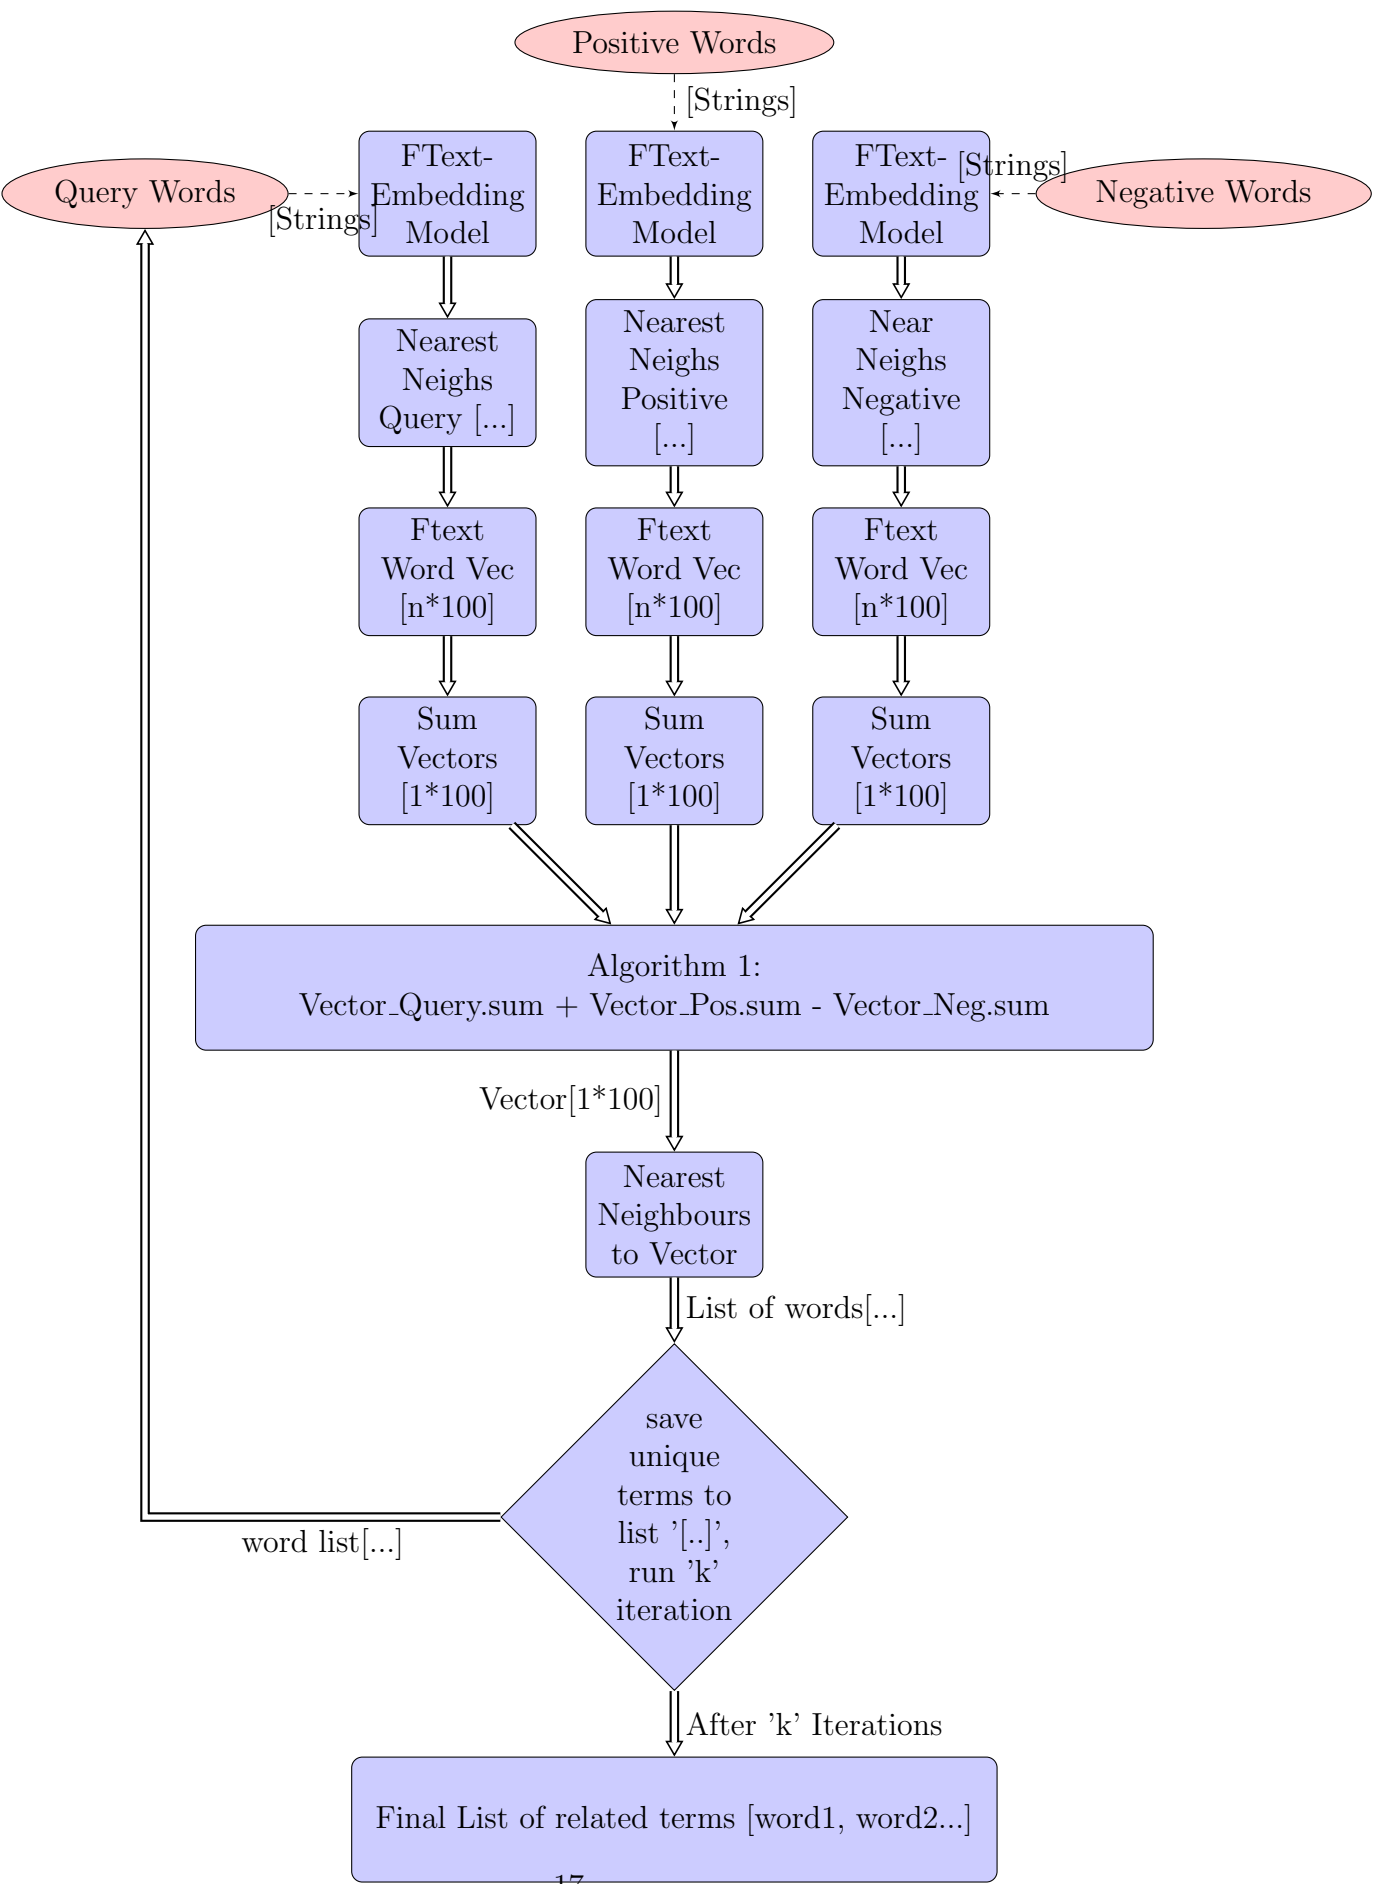 Positive Words
[Strings]
Query Words
[Strings]
FText-
Embedding
Model
FText-
Embedding
Model
FText-
Embedding
Model
[Strings]
Negative Words
Nearest
Neighs
Query [...]
Nearest
Neighs
Positive
[...]
Near
Neighs
Negative
[...]
Ftext
Word Vec
[n*100]
Ftext
Word Vec
[n*100]
Ftext
Word Vec
[n*100]
Sum
Vectors
[1*100]
Sum
Vectors
[1*100]
Sum
Vectors
[1*100]
Algorithm 1:
Vector_Query.sum + Vector_Pos.sum - Vector_Neg.sum
Vector[1*100]
Nearest
Neighbours
to Vector
List of words[...]
save
unique
terms to
list '[..]',
run 'k'
iteration
word list[...]
After 'k' Iterations
Final List of related terms [word1, word2...]
17